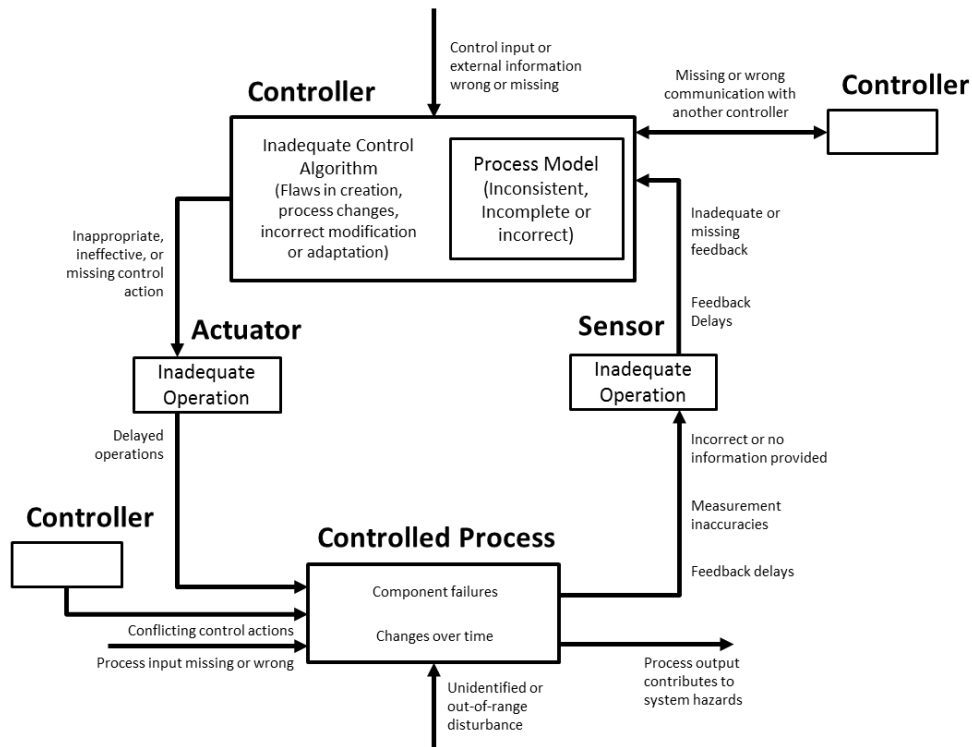 Control input or
external information
wrong or missing
Controller
Missing or wrong
communication with
another controller
Controller
Inadequate Control
Algorithm
(Flaws in creation,
process changes,
incorrect modification
or adaptation)
Process Model
(Inconsistent,
Incomplete or
incorrect)
Inappropriate,
ineffective, or
missing control
action
Inadequate or
missing
feedback
Feedback
Delays
Actuator
Inadequate
Operation
Sensor
Inadequate
Operation
Delayed
operations
Incorrect or no
information provided
Measurement
inaccuracies
Feedback delays
Controller
Controlled Process
Component failures
Changes over time
Conflicting control actions
Process input missing or wrong
Unidentified or
out-of-range
disturbance
Process output
contributes to
system hazards